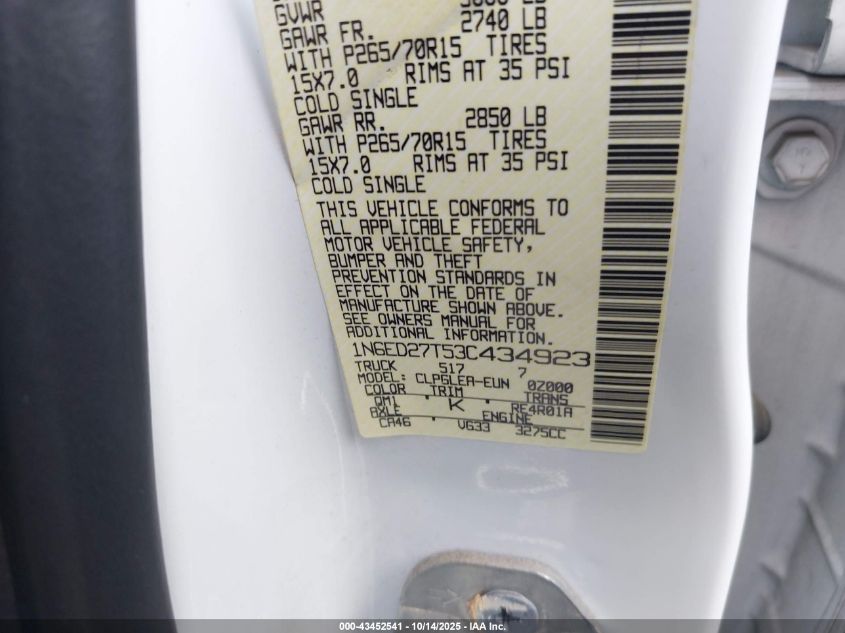 GVWR
GAWR FR. 2740 LB
WITH P265/70R15 TIRES
15X7.0 RIMS AT 35 PSI
COLD SINGLE
GAWR RR. 2850 LB
WITH P265/70R15 TIRES
15X7.0 RIMS AT 35 PSI
COLD SINGLE
THIS VEHICLE CONFORMS TO
ALL APPLICABLE FEDERAL
MOTOR VEHICLE SAFETY,
BUMPER AND THEFT
PREVENTION STANDARDS IN
EFFECT ON THE DATE OF
MANUFACTURE SHOWN ABOVE.
SEE OWNERS MANUAL FOR
ADDITIONAL INFORMATION.
1N6ED27T53C434923
TRUCK 517 7
MODEL: CLPGLEA-EUN 0Z000
COLOR TRIM TRANS
QM1 . K RE4R01A
AXLE ENGINE
CA46 . VG33 3275CC
000-43452541 | 10/14/2025 - IAA Inc.